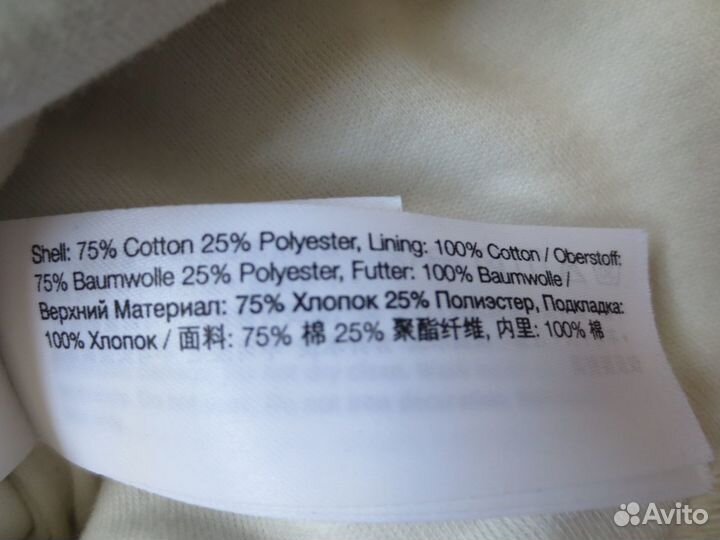 Shell: 75% Cotton 25% Polyester, Lining: 100% Cotton / Oberstoff:
75% Baumwolle 25% Polyester, Futter: 100% Baumwolle /
Верхний Материал: 75% Хлопок 25% Полиэстер, Подкладка:
100% Хлопок / 面料: 75% 棉 25% 聚酯纤维, 内里: 100% 棉
Avito